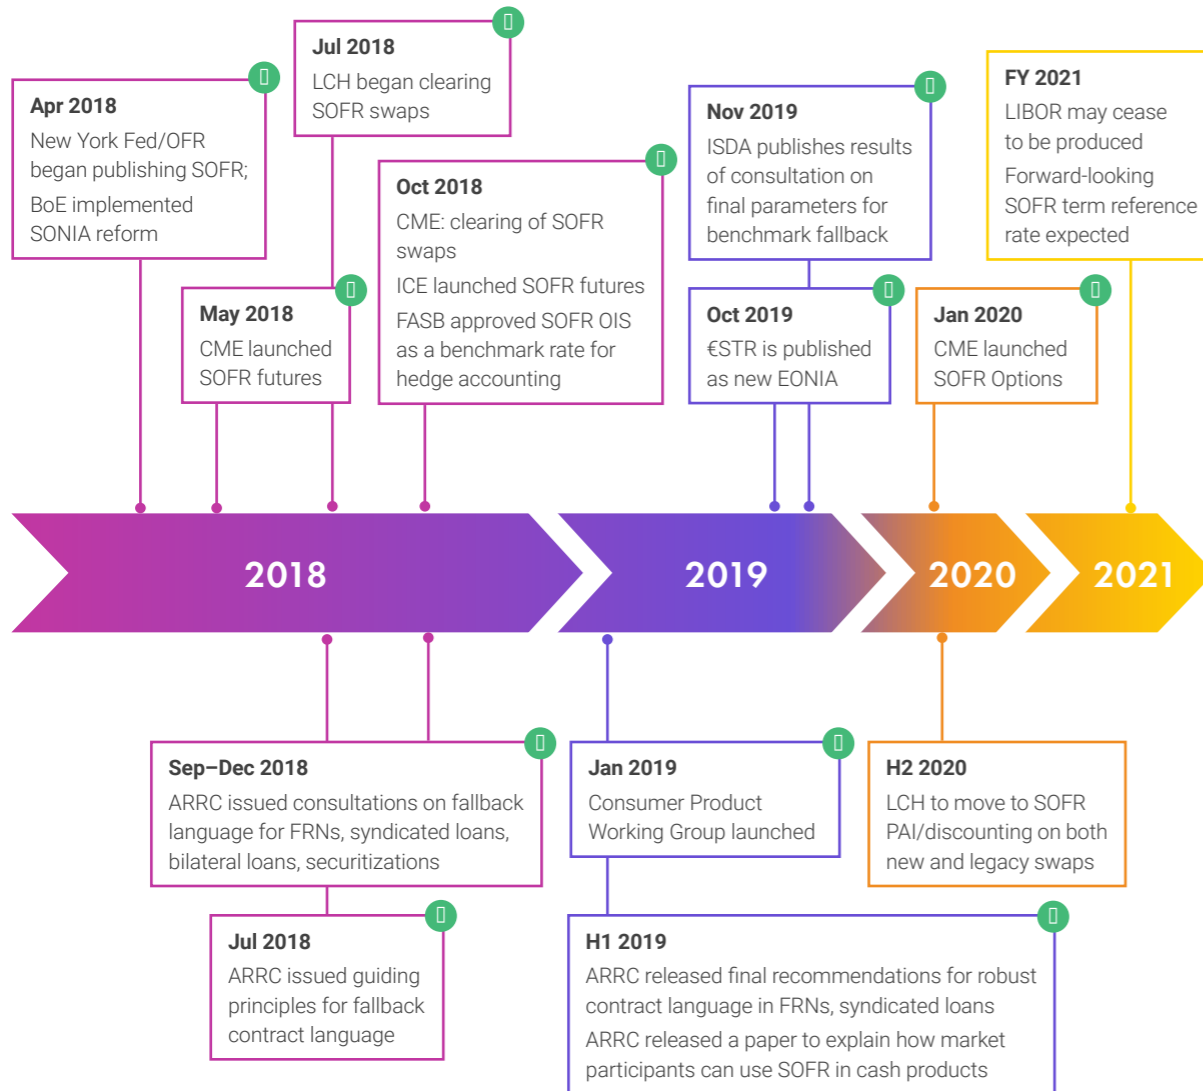 Jul 2018
LCH began clearing
SOFR swaps
Apr 2018
New York Fed/OFR
began publishing SOFR;
BoE implemented
SONIA reform
Oct 2018
CME: clearing of SOFR
swaps
ICE launched SOFR futures
FASB approved SOFR OIS
as a benchmark rate for
hedge accounting
May 2018
CME launched
SOFR futures
Nov 2019
ISDA publishes results
of consultation on
final parameters for
benchmark fallback
Oct 2019
€STR is published
as new EONIA
FY 2021
LIBOR may cease
to be produced
Forward-looking
SOFR term reference
rate expected
Jan 2020
CME launched
SOFR Options
2018
2019
2020
2021
Sep–Dec 2018
ARRC issued consultations on fallback
language for FRNs, syndicated loans,
bilateral loans, securitizations
Jul 2018
ARRC issued guiding
principles for fallback
contract language
Jan 2019
Consumer Product
Working Group launched
H1 2019
ARRC released final recommendations for robust
contract language in FRNs, syndicated loans
ARRC released a paper to explain how market
participants can use SOFR in cash products
H2 2020
LCH to move to SOFR
PAI/discounting on both
new and legacy swaps